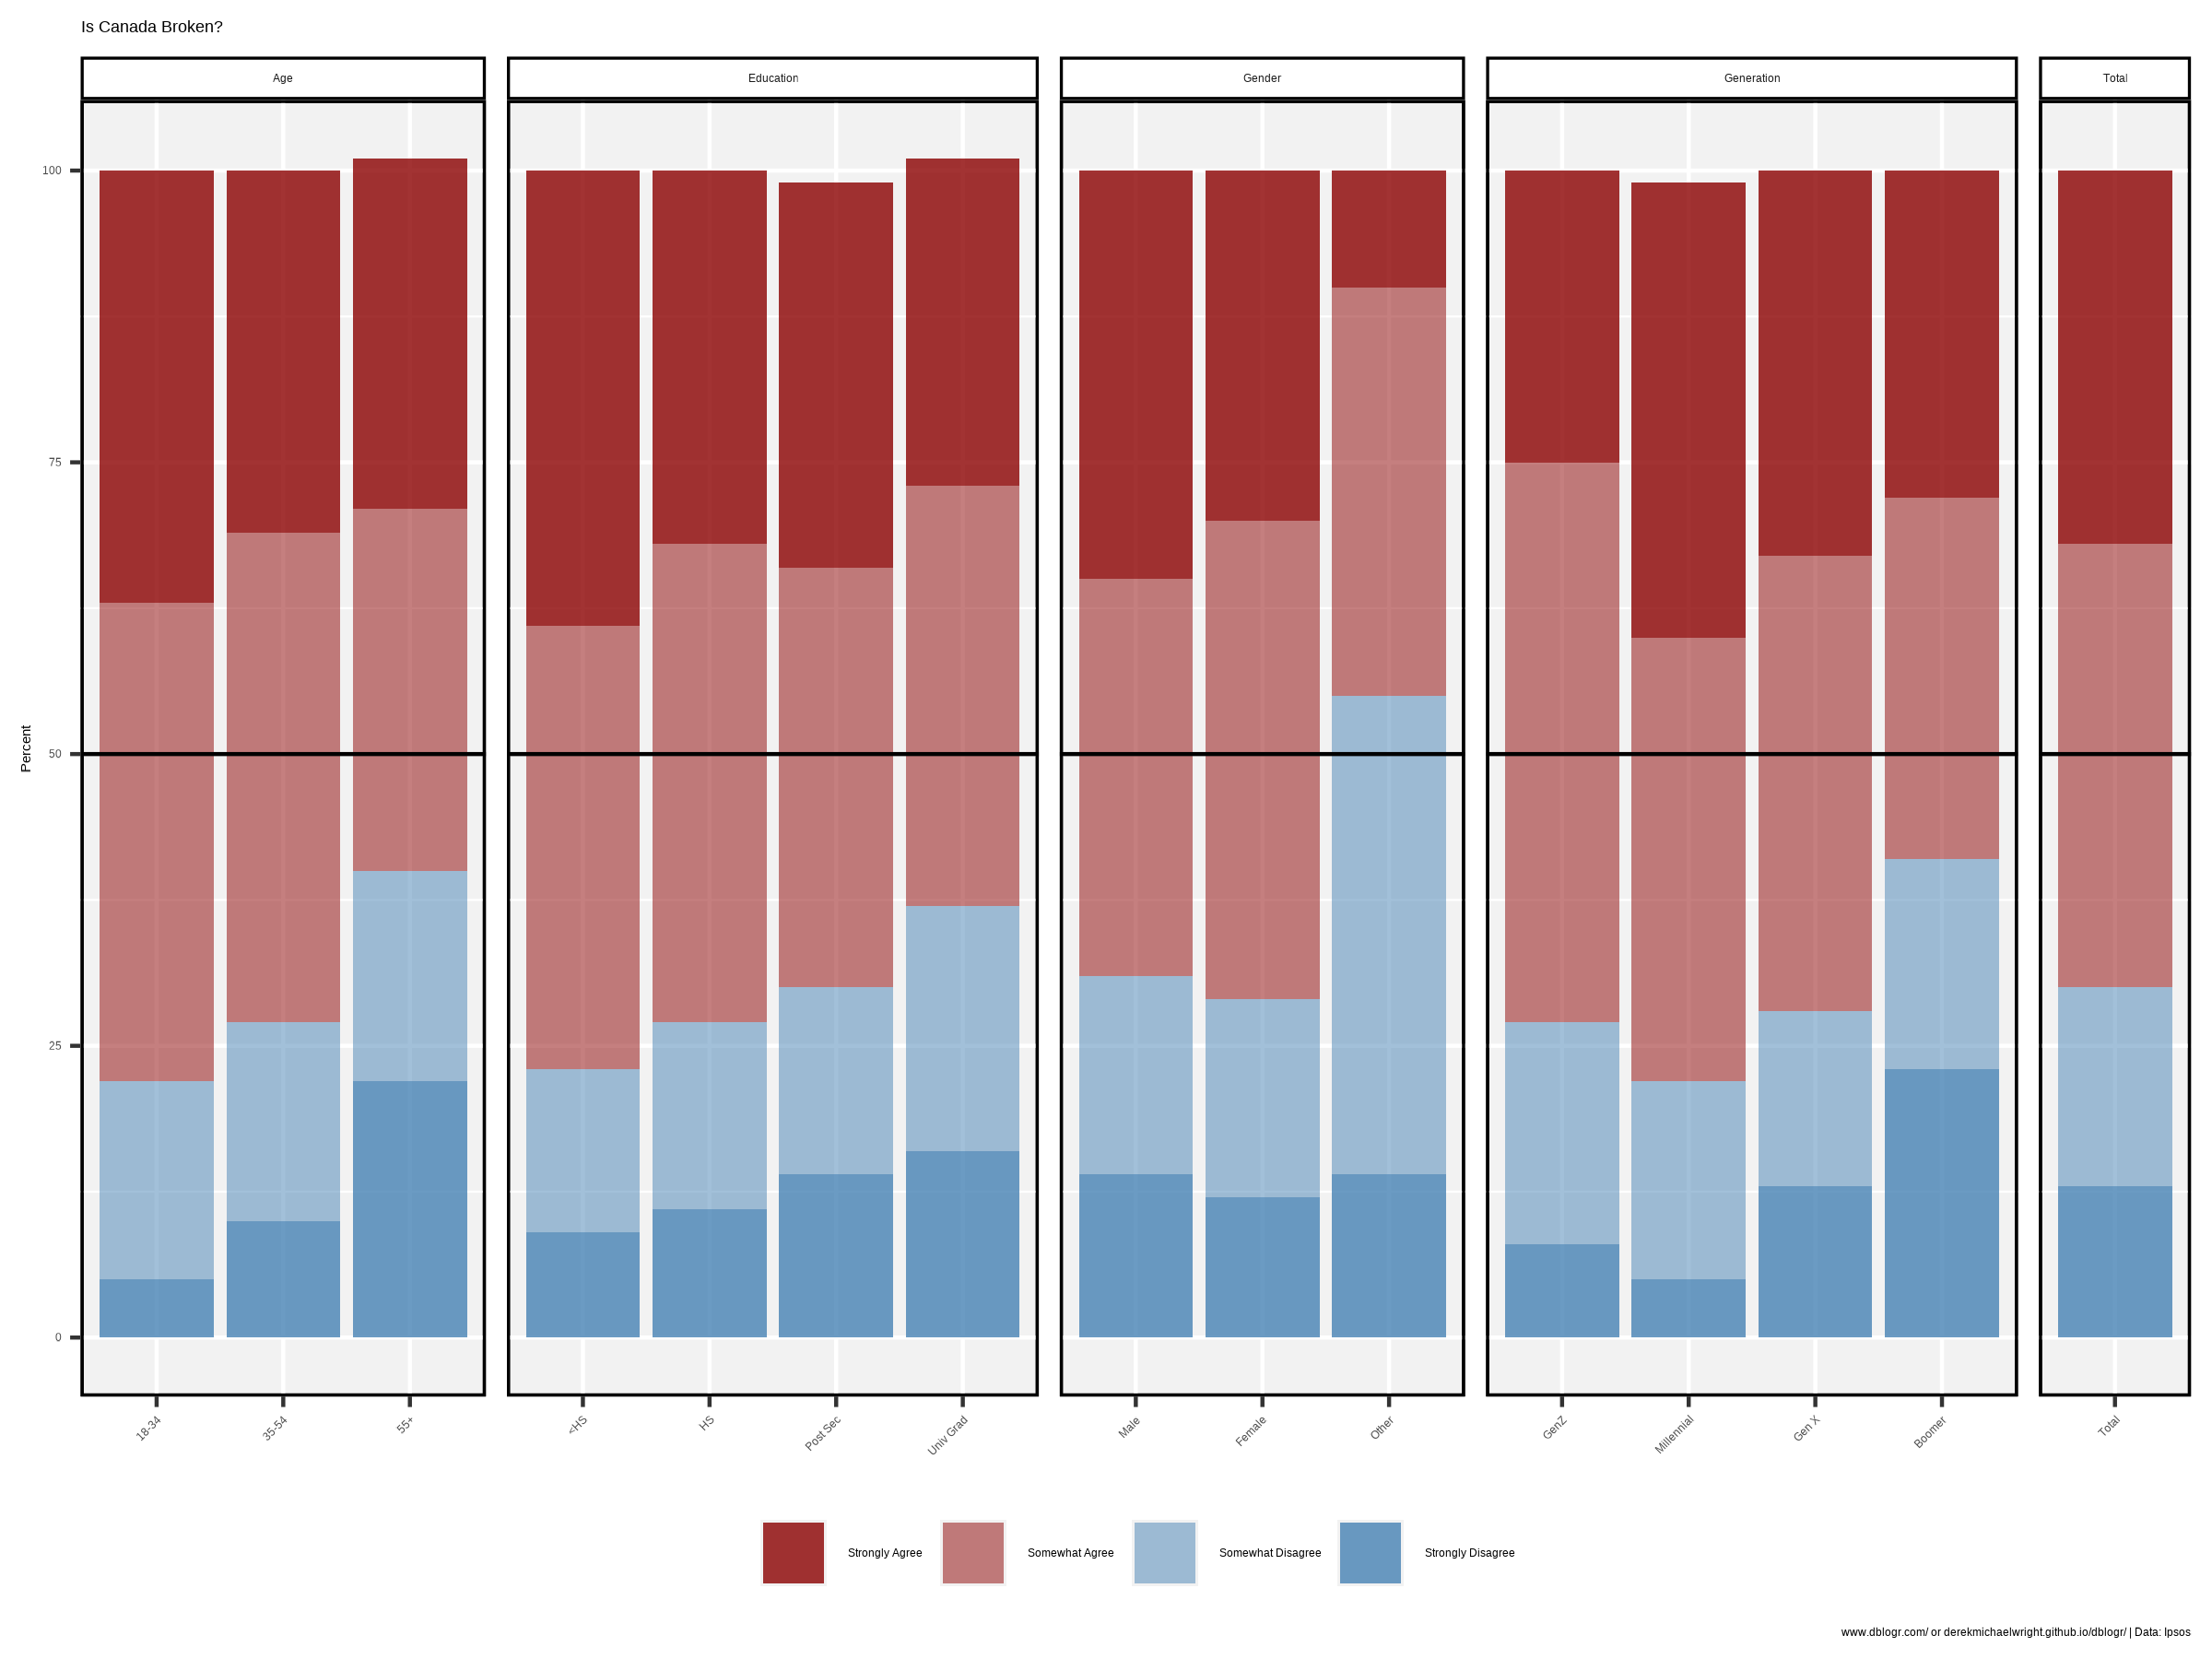 Is Canada Broken?
Age
Education
Gender
Generation
Total
Percent
100
75
50
25
0
18-34
35-54
55+
<HS
HS
Post Sec
Univ Grad
Male
Female
Other
GenZ
Millennial
Gen X
Boomer
Total
Strongly Agree
Somewhat Agree
Somewhat Disagree
Strongly Disagree
www.dblogr.com/ or derekmichaelwright.github.io/dblogr/ | Data: Ipsos